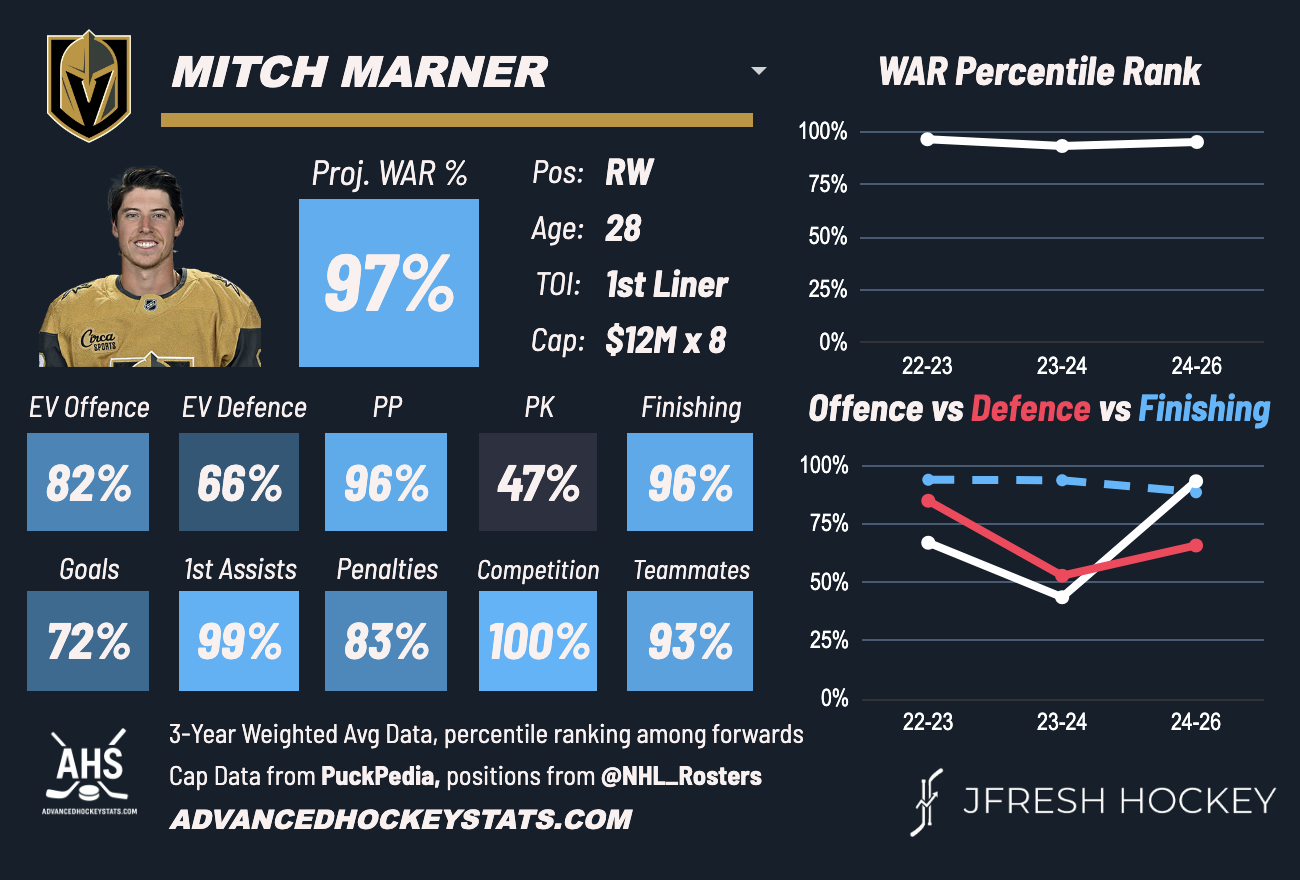 MITCH MARNER
Proj. WAR %
97%
Pos: RW
Age: 28
TOI: 1st Liner
Cap: $12M x 8
Circa
SPORTS
EV Offence EV Defence PP PK Finishing
82% 66% 96% 47% 96%
Goals 1st Assists Penalties Competition Teammates
72% 99% 83% 100% 93%
WAR Percentile Rank
100%
75%
50%
25%
0%
22-23 23-24 24-26
Offence vs Defence vs Finishing
100%
75%
50%
25%
0%
22-23 23-24 24-26
AHS
ADVANCEDHOCKEYSTATS.COM
3-Year Weighted Avg Data, percentile ranking among forwards
Cap Data from PuckPedia, positions from @NHL_Rosters
ADVANCEDHOCKEYSTATS.COM
JFRESH HOCKEY